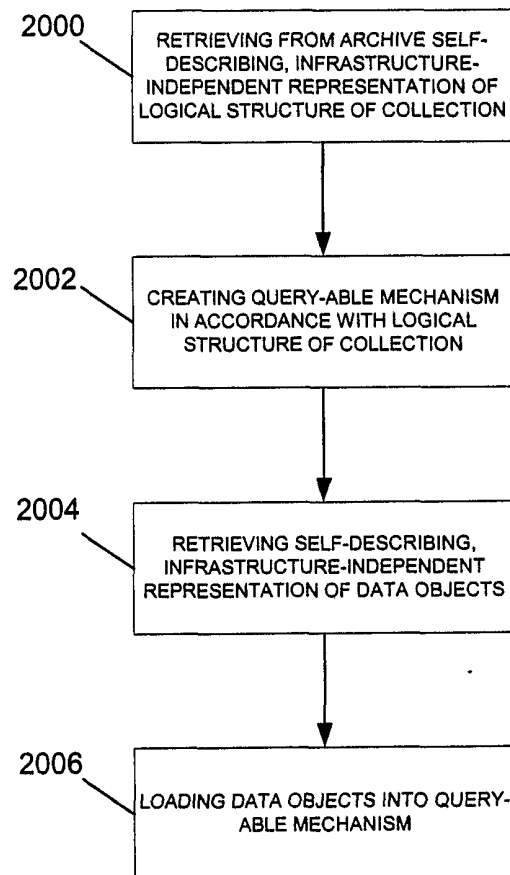 2000
RETRIEVING FROM ARCHIVE SELF-
DESCRIBING, INFRASTRUCTURE-
INDEPENDENT REPRESENTATION OF
LOGICAL STRUCTURE OF COLLECTION
2002
CREATING QUERY-ABLE MECHANISM
IN ACCORDANCE WITH LOGICAL
STRUCTURE OF COLLECTION
2004
RETRIEVING SELF-DESCRIBING,
INFRASTRUCTURE-INDEPENDENT
REPRESENTATION OF DATA OBJECTS
2006
LOADING DATA OBJECTS INTO QUERY-
ABLE MECHANISM